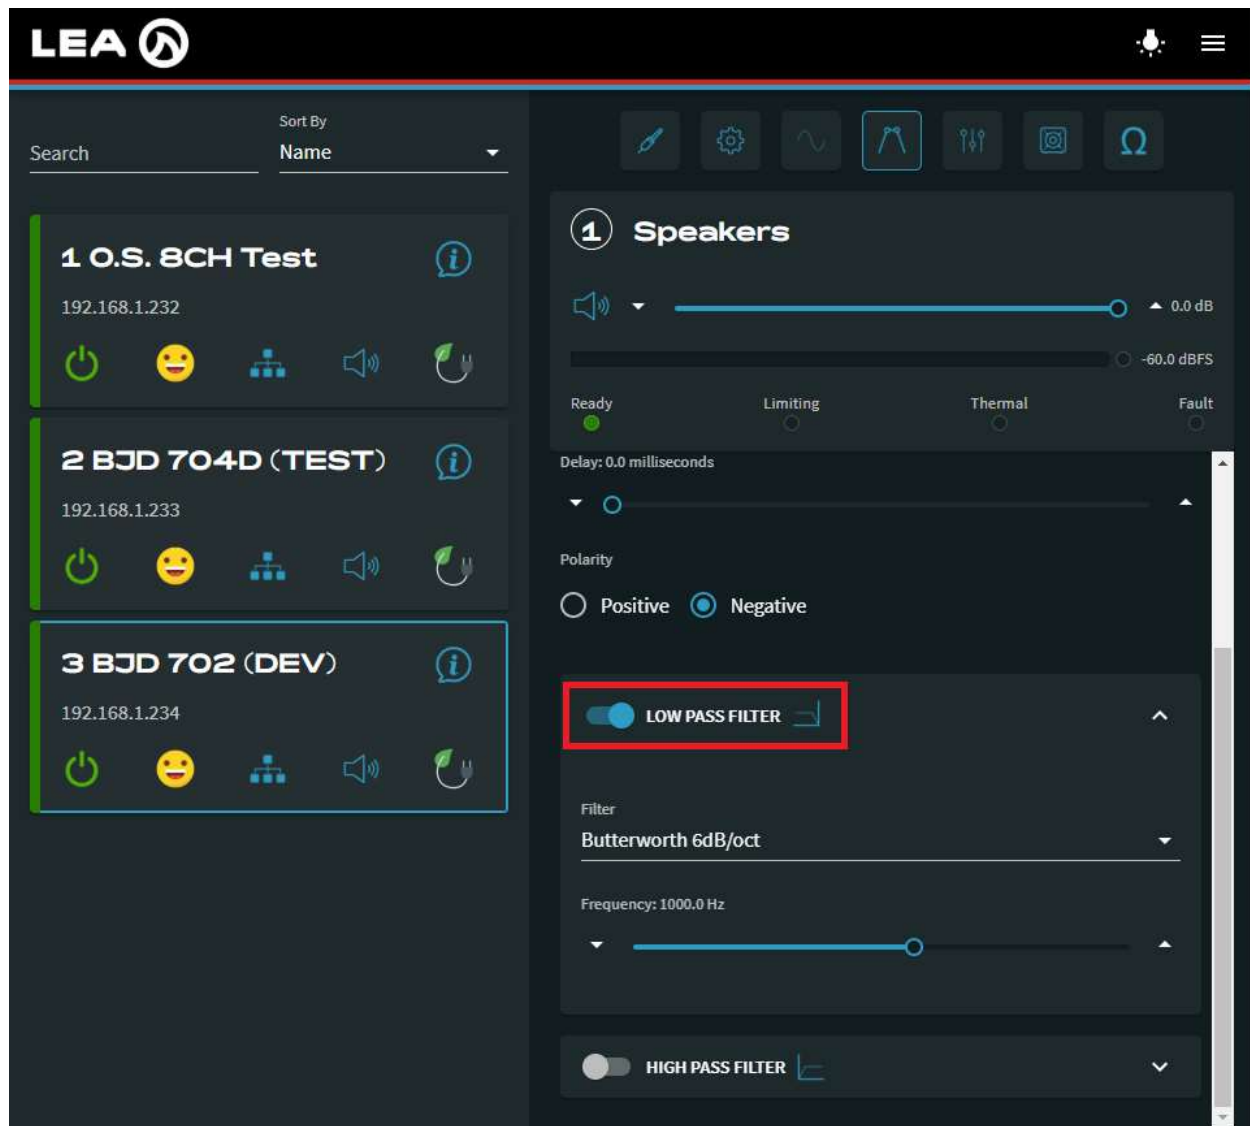 LEA
Search
Sort By
Name
1 O.S. 8CH Test
192.168.1.232
2 BJD 704D (TEST)
192.168.1.233
3 BJD 702 (DEV)
192.168.1.234
Ω
1 Speakers
0.0 dB
-60.0 dBFS
Ready Limiting Thermal Fault
Delay: 0.0 milliseconds
Polarity
Positive Negative
LOW PASS FILTER
Filter
Butterworth 6dB/oct
Frequency: 1000.0 Hz
HIGH PASS FILTER